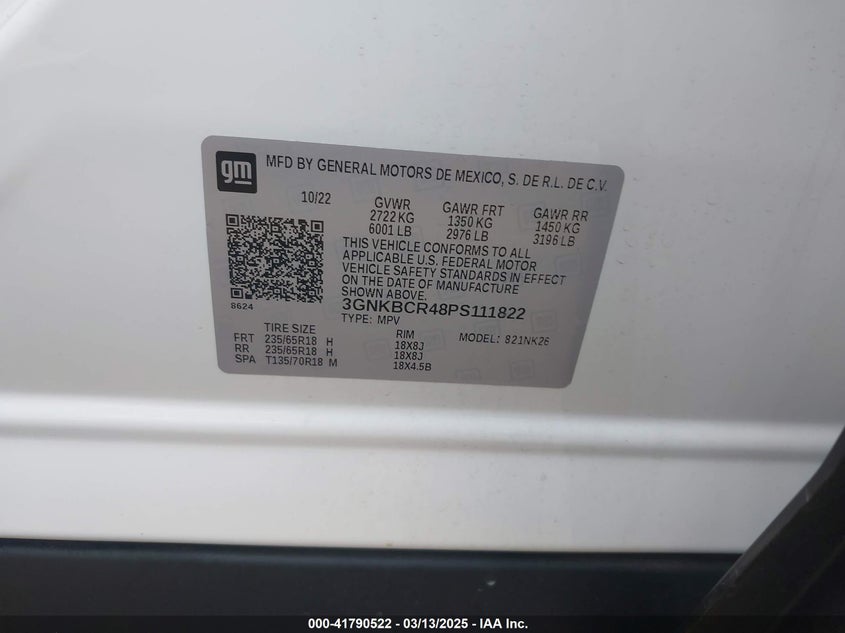 gm
MFD BY GENERAL MOTORS DE MEXICO, S. DE R.L. DE C.V.
10/22 GVWR GAWR FRT GAWR RR
2722 KG 1350 KG 1450 KG
6001 LB 2976 LB 3196 LB
THIS VEHICLE CONFORMS TO ALL
APPLICABLE U.S. FEDERAL MOTOR
VEHICLE SAFETY STANDARDS IN EFFECT
ON THE DATE OF MANUFACTURE
SHOWN ABOVE.
8624
3GNKBCR48PS111822
TYPE: MPV
TIRE SIZE RIM MODEL: 821NK26
FRT 235/65R18 H 18X8J
RR 235/65R18 H 18X8J
SPA T135/70R18 M 18X4.5B
000-41790522 — 03/13/2025 — IAA Inc.